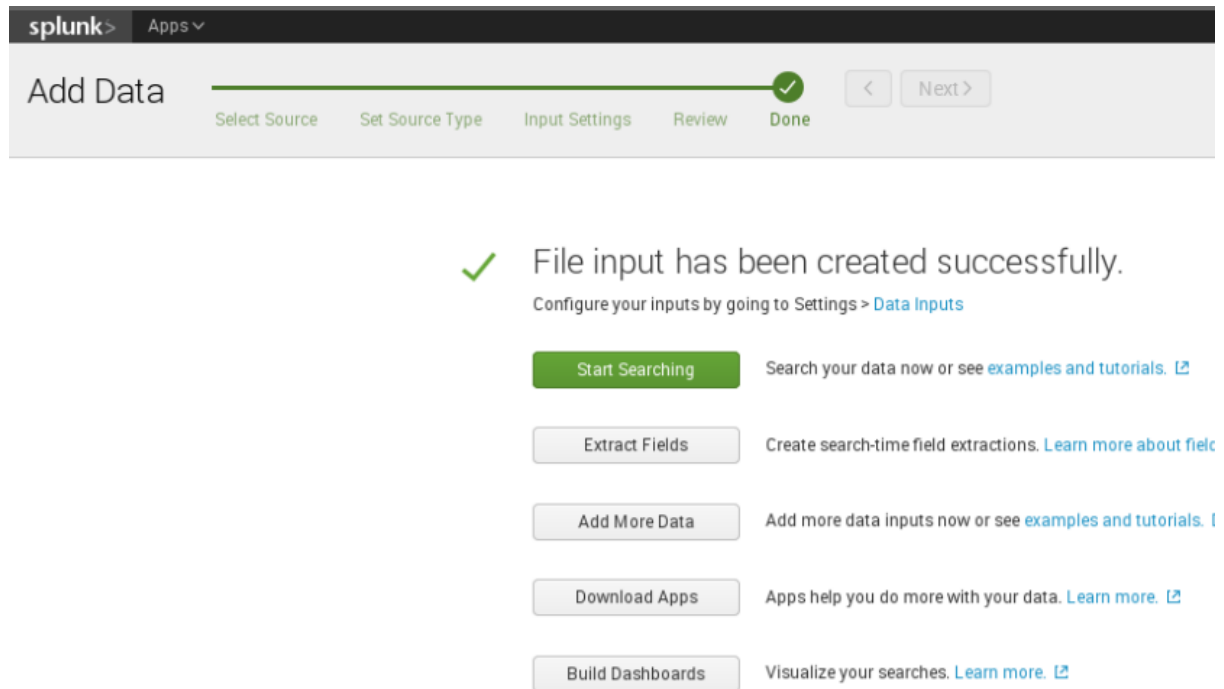 splunk> Apps
Add Data
Select Source Set Source Type Input Settings Review Done
< Next >
File input has been created successfully.
Configure your inputs by going to Settings > Data Inputs
Start Searching Search your data now or see examples and tutorials.
Extract Fields Create search-time field extractions. Learn more about
Add More Data Add more data inputs now or see examples and tutorials.
Download Apps Apps help you do more with your data. Learn more.
Build Dashboards Visualize your searches. Learn more.